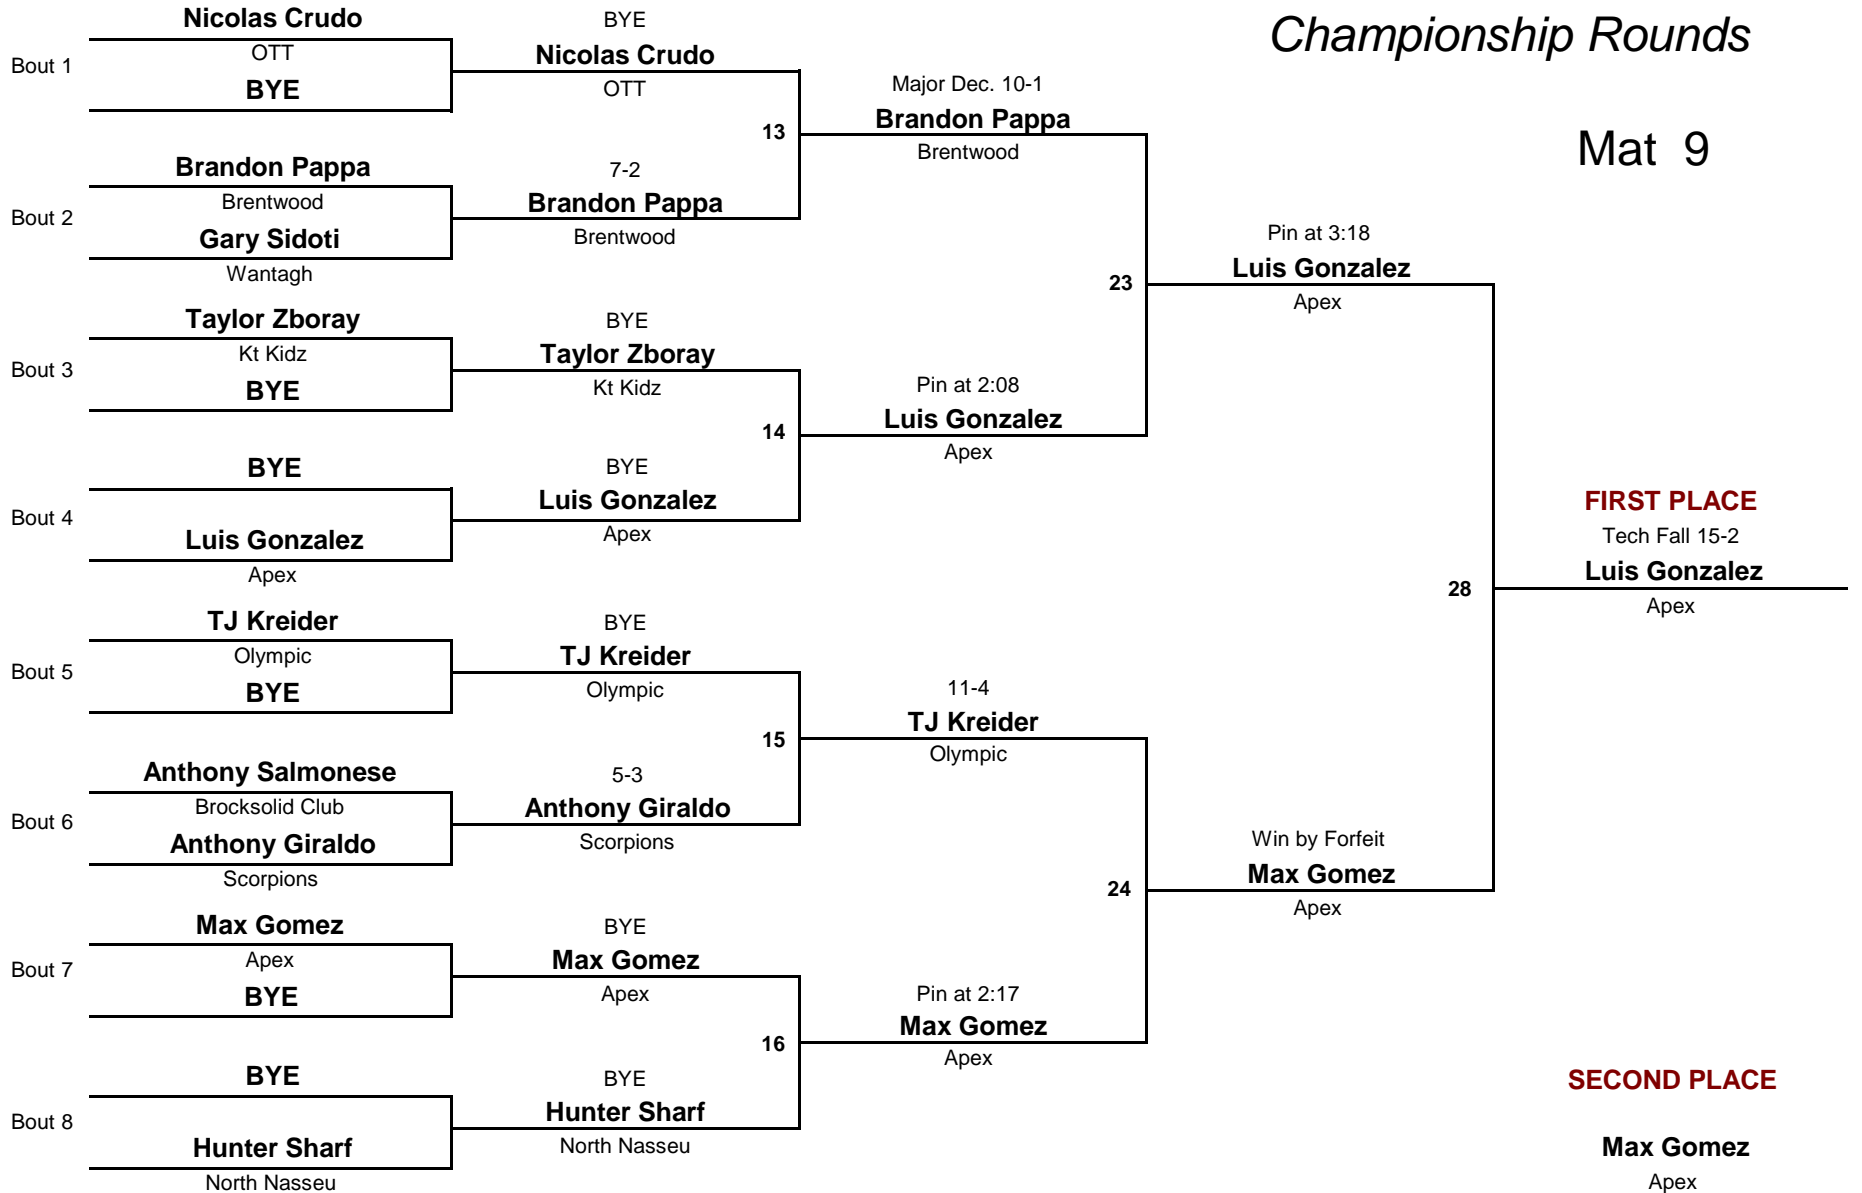 Championship Rounds
Mat 9
Bout 1
Nicolas Crudo
OTT
BYE
Bout 2
Brandon Pappa
Brentwood
Gary Sidoti
Wantagh
Bout 3
Taylor Zboray
Kt Kidz
BYE
Bout 4
BYE
Luis Gonzalez
Apex
Bout 5
TJ Kreider
Olympic
BYE
Bout 6
Anthony Salmonese
Brocksolid Club
Anthony Giraldo
Scorpions
Bout 7
Max Gomez
Apex
BYE
Bout 8
BYE
Hunter Sharf
North Nasseu
BYE
Nicolas Crudo
OTT
13
7-2
Brandon Pappa
Brentwood
BYE
Taylor Zboray
Kt Kidz
14
BYE
Luis Gonzalez
Apex
BYE
TJ Kreider
Olympic
15
5-3
Anthony Giraldo
Scorpions
BYE
Max Gomez
Apex
16
BYE
Hunter Sharf
North Nasseu
Major Dec. 10-1
Brandon Pappa
Brentwood
23
Pin at 2:08
Luis Gonzalez
Apex
11-4
TJ Kreider
Olympic
24
Pin at 2:17
Max Gomez
Apex
Pin at 3:18
Luis Gonzalez
Apex
28
Win by Forfeit
Max Gomez
Apex
FIRST PLACE
Tech Fall 15-2
Luis Gonzalez
Apex
SECOND PLACE
Max Gomez
Apex